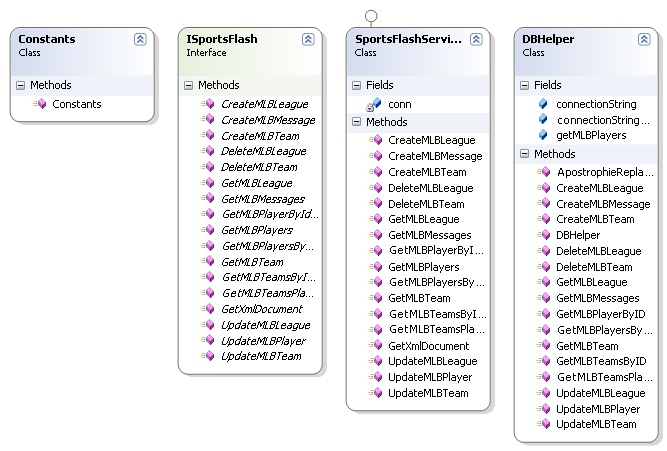 Constants
Class
Methods
Constants
ISportsFlash
Interface
Methods
CreateMLBLeague
CreateMLBMessage
CreateMLBTeam
DeleteMLBLeague
DeleteMLBTeam
GetMLBLeague
GetMLBMessages
GetMLBPlayerById...
GetMLBPlayers
GetMLBPlayersBy...
GetMLBTeam
GetMLBTeamsByI...
GetMLBTeamsPla...
GetXmlDocument
UpdateMLBLeague
UpdateMLBPlayer
UpdateMLBTeam
SportsFlashServi...
Class
Fields
conn
Methods
CreateMLBLeague
CreateMLBMessage
CreateMLBTeam
DeleteMLBLeague
DeleteMLBTeam
GetMLBLeague
GetMLBMessages
GetMLBPlayerByI...
GetMLBPlayers
GetMLBPlayersBy...
GetMLBTeam
GetMLBTeamsByI...
GetMLBTeamsPla...
GetXmlDocument
UpdateMLBLeague
UpdateMLBPlayer
UpdateMLBTeam
DBHelper
Class
Fields
connectionString
connectionString...
getMLBPlayers
Methods
ApostrophieRepla...
CreateMLBLeague
CreateMLBMessage
CreateMLBTeam
DBHelper
DeleteMLBLeague
DeleteMLBTeam
GetMLBLeague
GetMLBMessages
GetMLBPlayerByID
GetMLBPlayersBy...
GetMLBTeam
GetMLBTeamsByID
GetMLBTeamsPla...
UpdateMLBLeague
UpdateMLBPlayer
UpdateMLBTeam